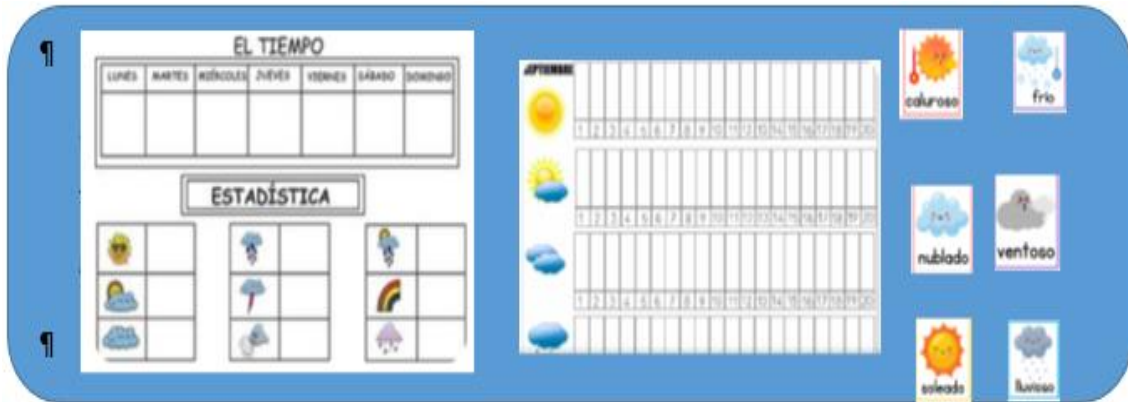 ¶
EL TIEMPO
LUNES MARTES MIÉRCOLES JUEVES VIERNES SÁBADO DOMINGO
ESTADÍSTICA
¶
SEPTIEMBRE
1 2 3 4 5 6 7 8 9 10 11 12 13 14 15 16 17 18 19 20
1 2 3 4 5 6 7 8 9 10 11 12 13 14 15 16 17 18 19 20
1 2 3 4 5 6 7 8 9 10 11 12 13 14 15 16 17 18 19 20
caluroso
frío
nublado
ventoso
soleado
lluvioso